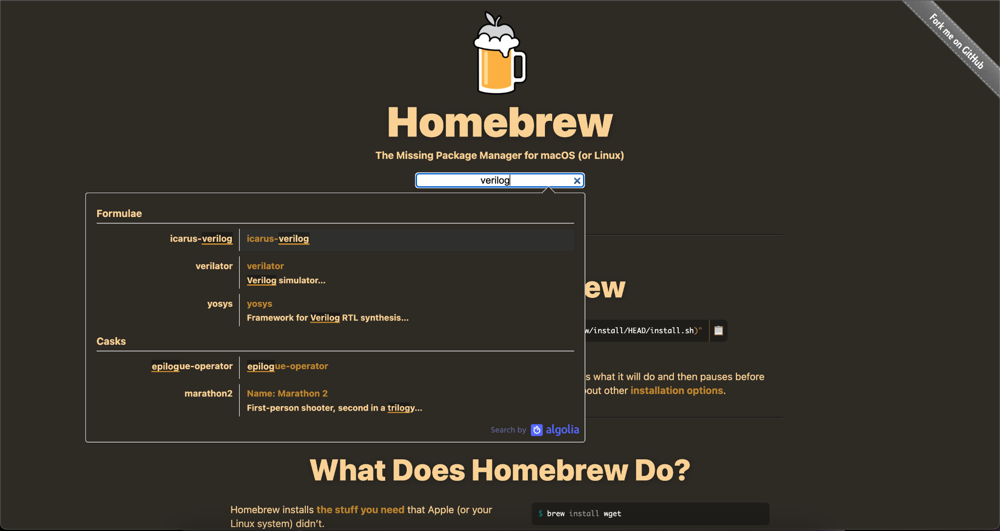 Fork me on GitHub
Homebrew
The Missing Package Manager for macOS (or Linux)
verilog
Formulae
icarus-verilog icarus-verilog
verilator verilator
Verilog simulator...
yosys yosys
Framework for Verilog RTL synthesis...
Casks
epilogue-operator epilogue-operator
marathon2 Name: Marathon 2
First-person shooter, second in a trilogy...
Search by algolia
ew
w/install/HEAD/install.sh)"
s what it will do and then pauses before
out other installation options.
What Does Homebrew Do?
Homebrew installs the stuff you need that Apple (or your
Linux system) didn’t.
$ brew install wget